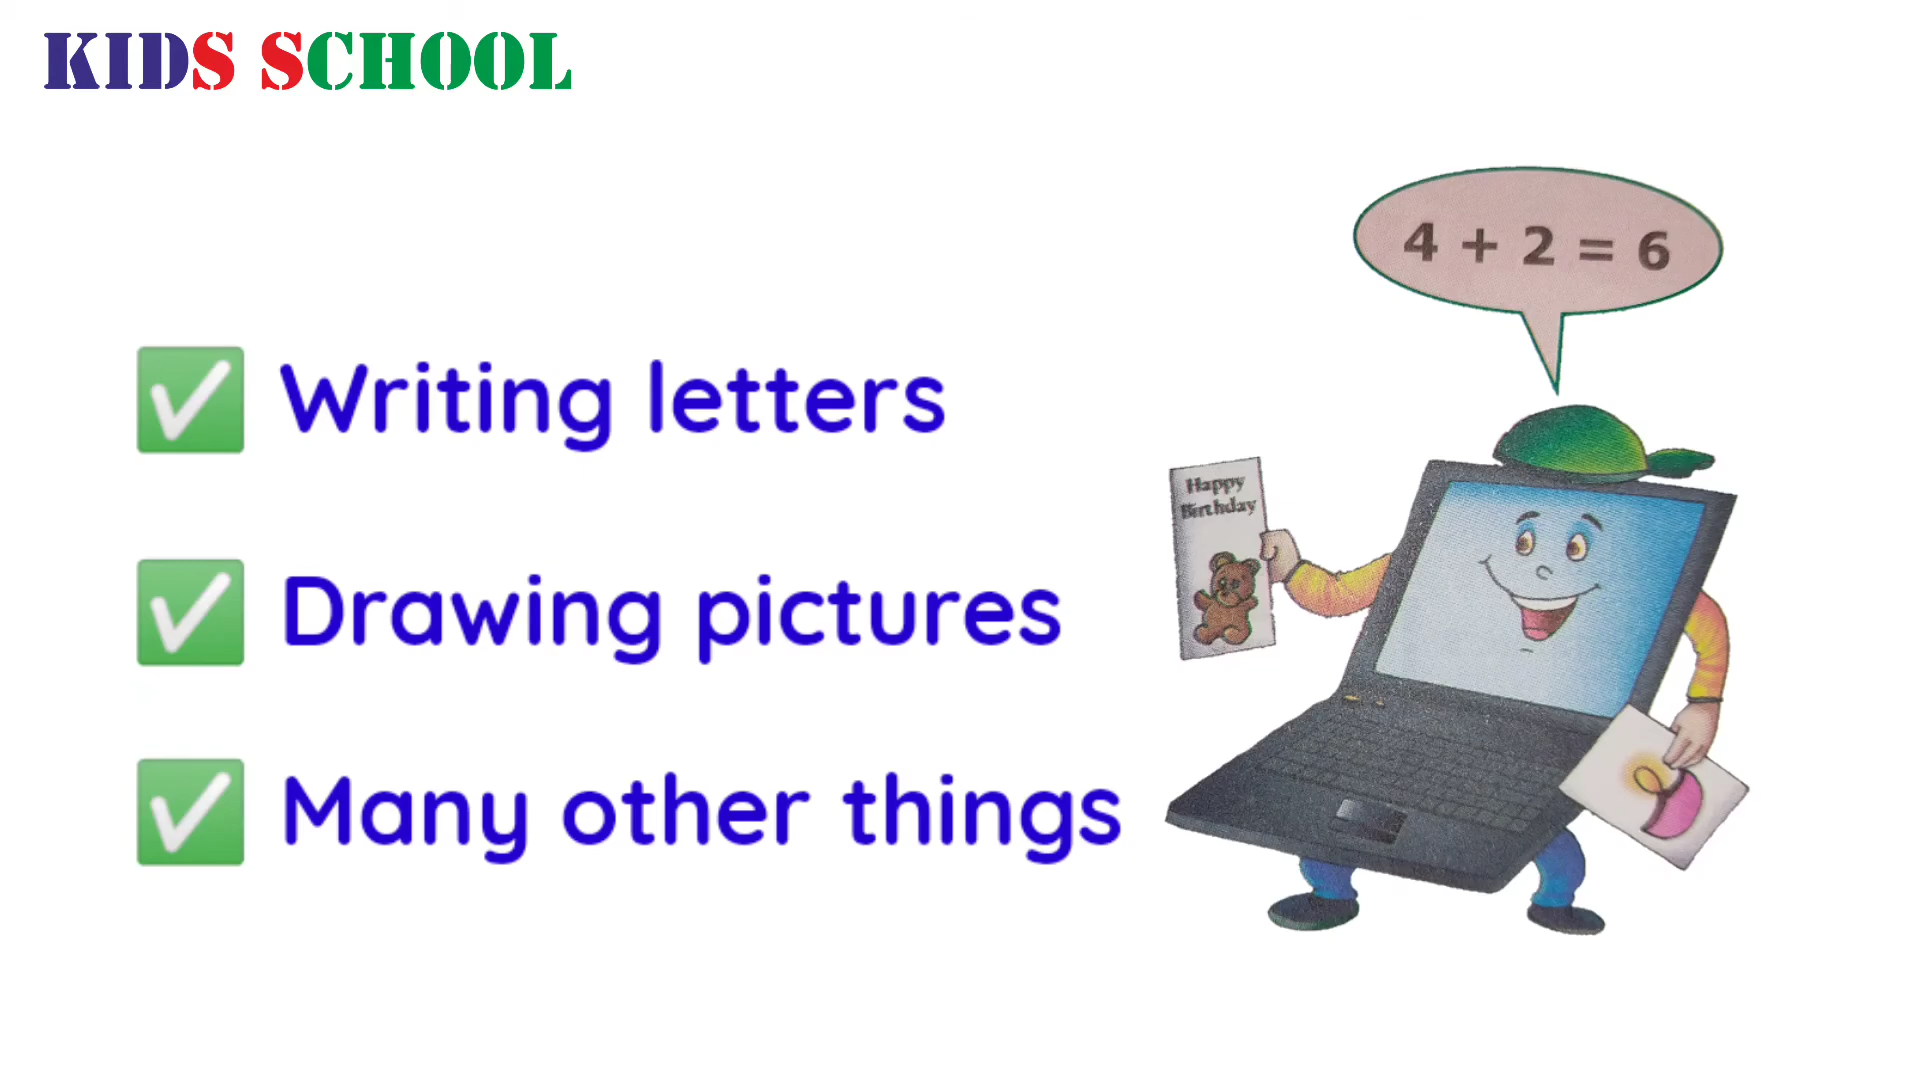 KIDS SCHOOL
4 + 2 = 6
Writing letters
Happy
Birthday
Drawing pictures
Many other things